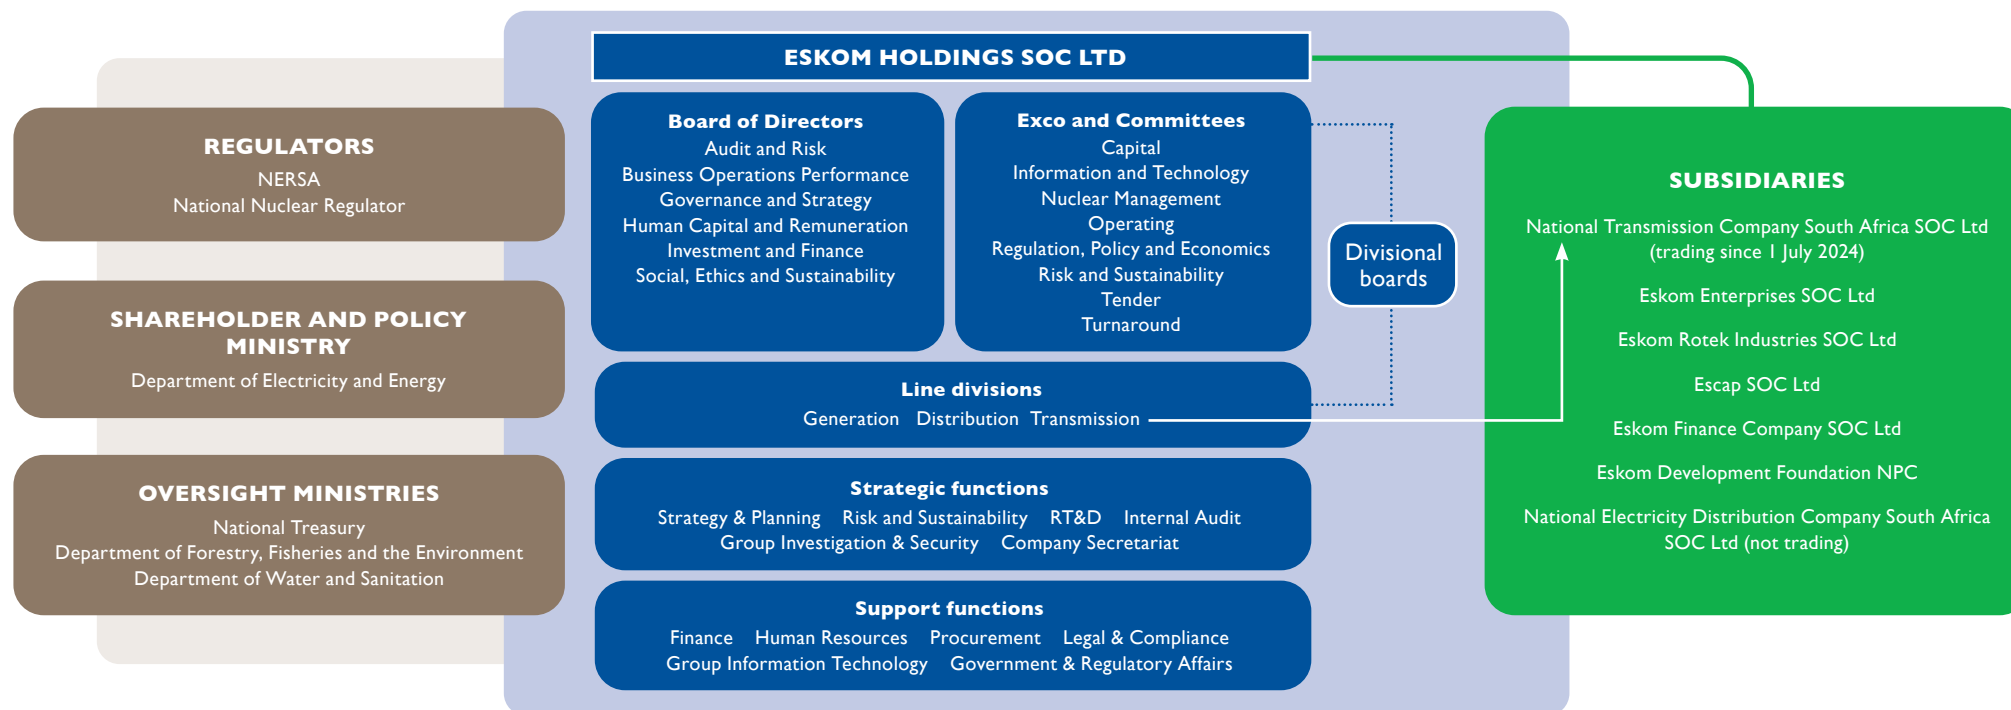 ESKOM HOLDINGS SOC LTD
REGULATORS
NERSA
National Nuclear Regulator
SHAREHOLDER AND POLICY
MINISTRY
Department of Electricity and Energy
OVERSIGHT MINISTRIES
National Treasury
Department of Forestry, Fisheries and the Environment
Department of Water and Sanitation
Board of Directors
Audit and Risk
Business Operations Performance
Governance and Strategy
Human Capital and Remuneration
Investment and Finance
Social, Ethics and Sustainability
Exco and Committees
Capital
Information and Technology
Nuclear Management
Operating
Regulation, Policy and Economics
Risk and Sustainability
Tender
Turnaround
Divisional
boards
Line divisions
Generation Distribution Transmission
Strategic functions
Strategy & Planning Risk and Sustainability RT&D Internal Audit
Group Investigation & Security Company Secretariat
Support functions
Finance Human Resources Procurement Legal & Compliance
Group Information Technology Government & Regulatory Affairs
SUBSIDIARIES
National Transmission Company South Africa SOC Ltd
(trading since 1 July 2024)
Eskom Enterprises SOC Ltd
Eskom Rotek Industries SOC Ltd
Escap SOC Ltd
Eskom Finance Company SOC Ltd
Eskom Development Foundation NPC
National Electricity Distribution Company South Africa
SOC Ltd (not trading)